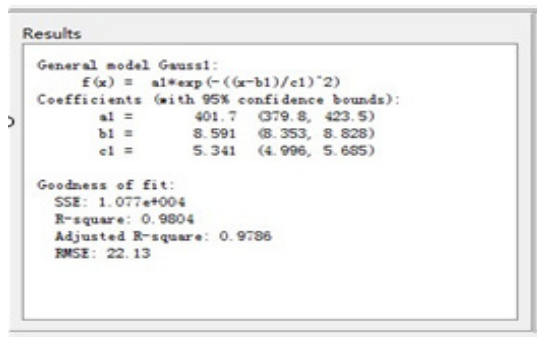 Results
General model Gauss1:
f(x) = a1*exp(-((x-b1)/c1)^2)
Coefficients (with 95% confidence bounds):
a1 = 401.7 (379.8, 423.5)
b1 = 8.591 (8.353, 8.828)
c1 = 5.341 (4.996, 5.685)
Goodness of fit:
SSE: 1.077e+004
R-square: 0.9804
Adjusted R-square: 0.9786
RMSE: 22.13